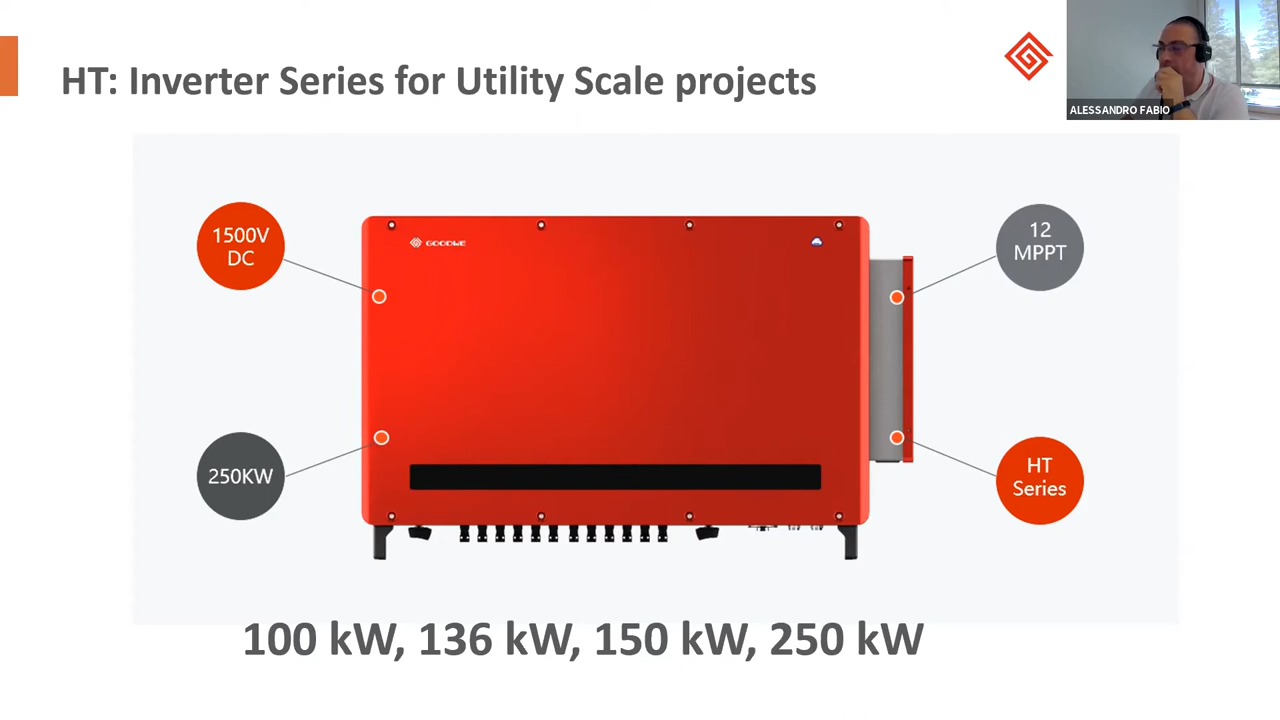 HT: Inverter Series for Utility Scale projects
ALESSANDRO FABIO
1500V
DC
12
MPPT
GOODWE
250KW
HT
Series
100 kW, 136 kW, 150 kW, 250 kW